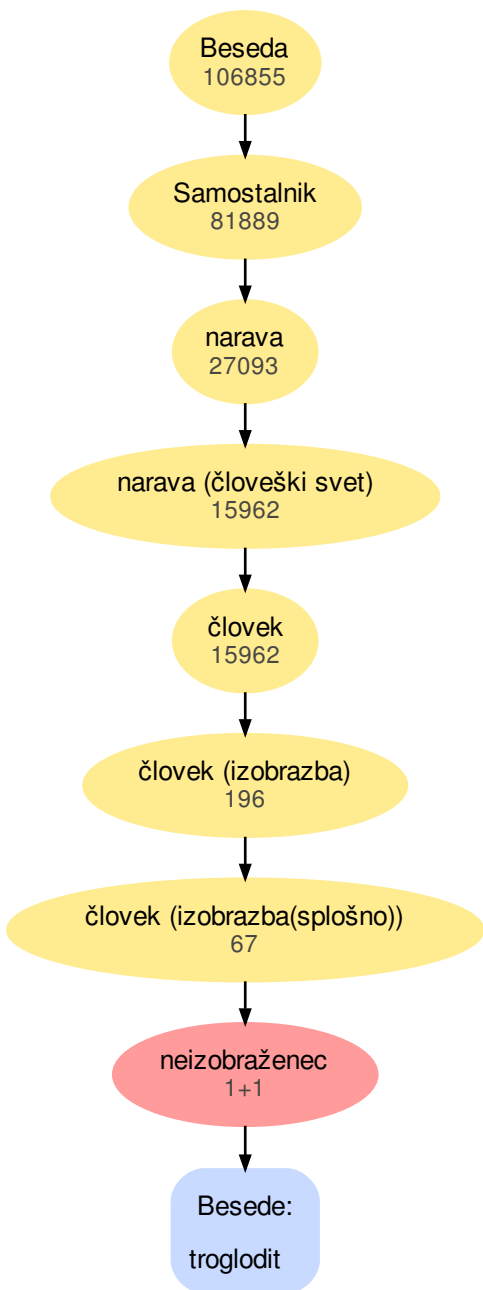 Beseda
106855
Samostalnik
81889
narava
27093
narava (človeški svet)
15962
človek
15962
človek (izobrazba)
196
človek (izobrazba(splošno))
67
neizobraženec
1+1
Besede:
troglodit